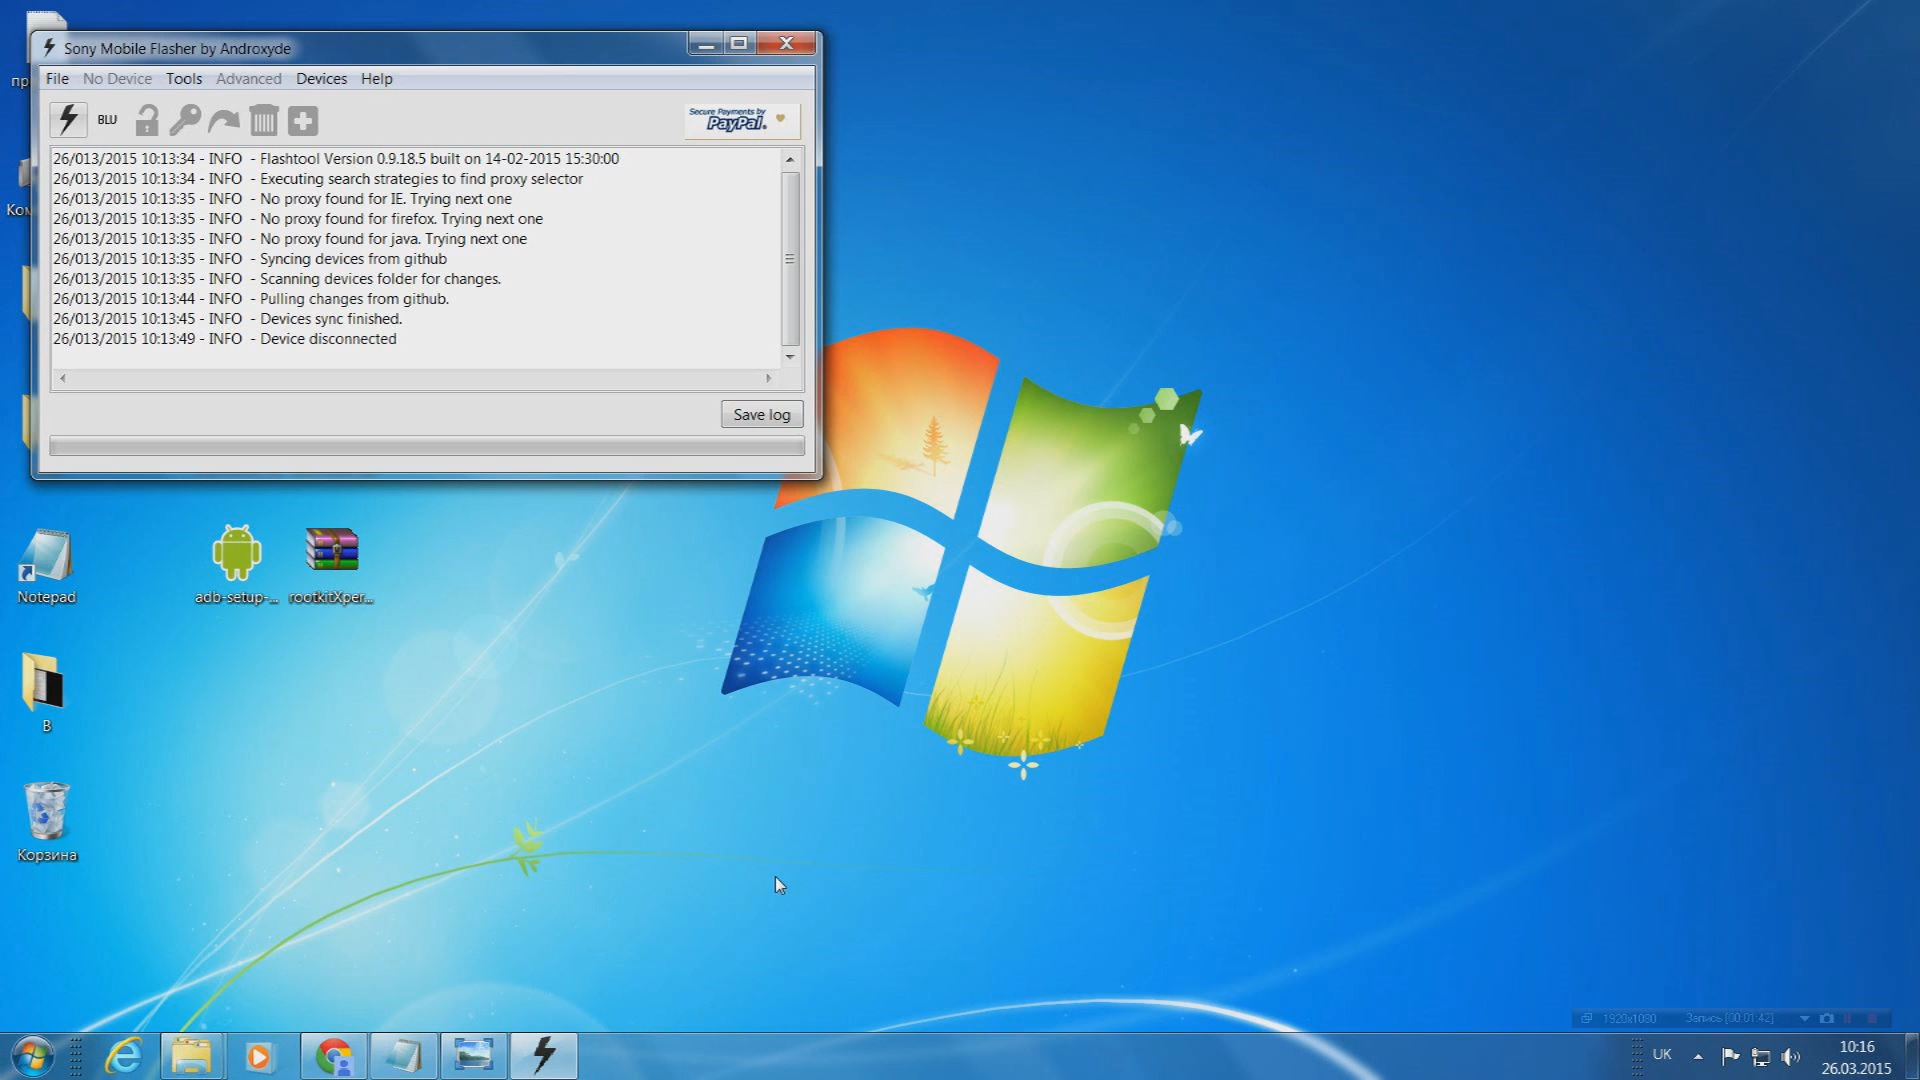 Sony Mobile Flasher by Androxyde
File No Device Tools Advanced Devices Help
BLU
Secure Payments by
PayPal
26/013/2015 10:13:34 - INFO - Flashtool Version 0.9.18.5 built on 14-02-2015 15:30:00
26/013/2015 10:13:34 - INFO - Executing search strategies to find proxy selector
26/013/2015 10:13:35 - INFO - No proxy found for IE. Trying next one
26/013/2015 10:13:35 - INFO - No proxy found for firefox. Trying next one
26/013/2015 10:13:35 - INFO - No proxy found for java. Trying next one
26/013/2015 10:13:35 - INFO - Syncing devices from github
26/013/2015 10:13:35 - INFO - Scanning devices folder for changes.
26/013/2015 10:13:44 - INFO - Pulling changes from github.
26/013/2015 10:13:45 - INFO - Devices sync finished.
26/013/2015 10:13:49 - INFO - Device disconnected
Save log
Notepad
adb-setup-...
rootkitXper...
B
Корзина
1920x1080 Запись [00:01:42]
UK
10:16
26.03.2015